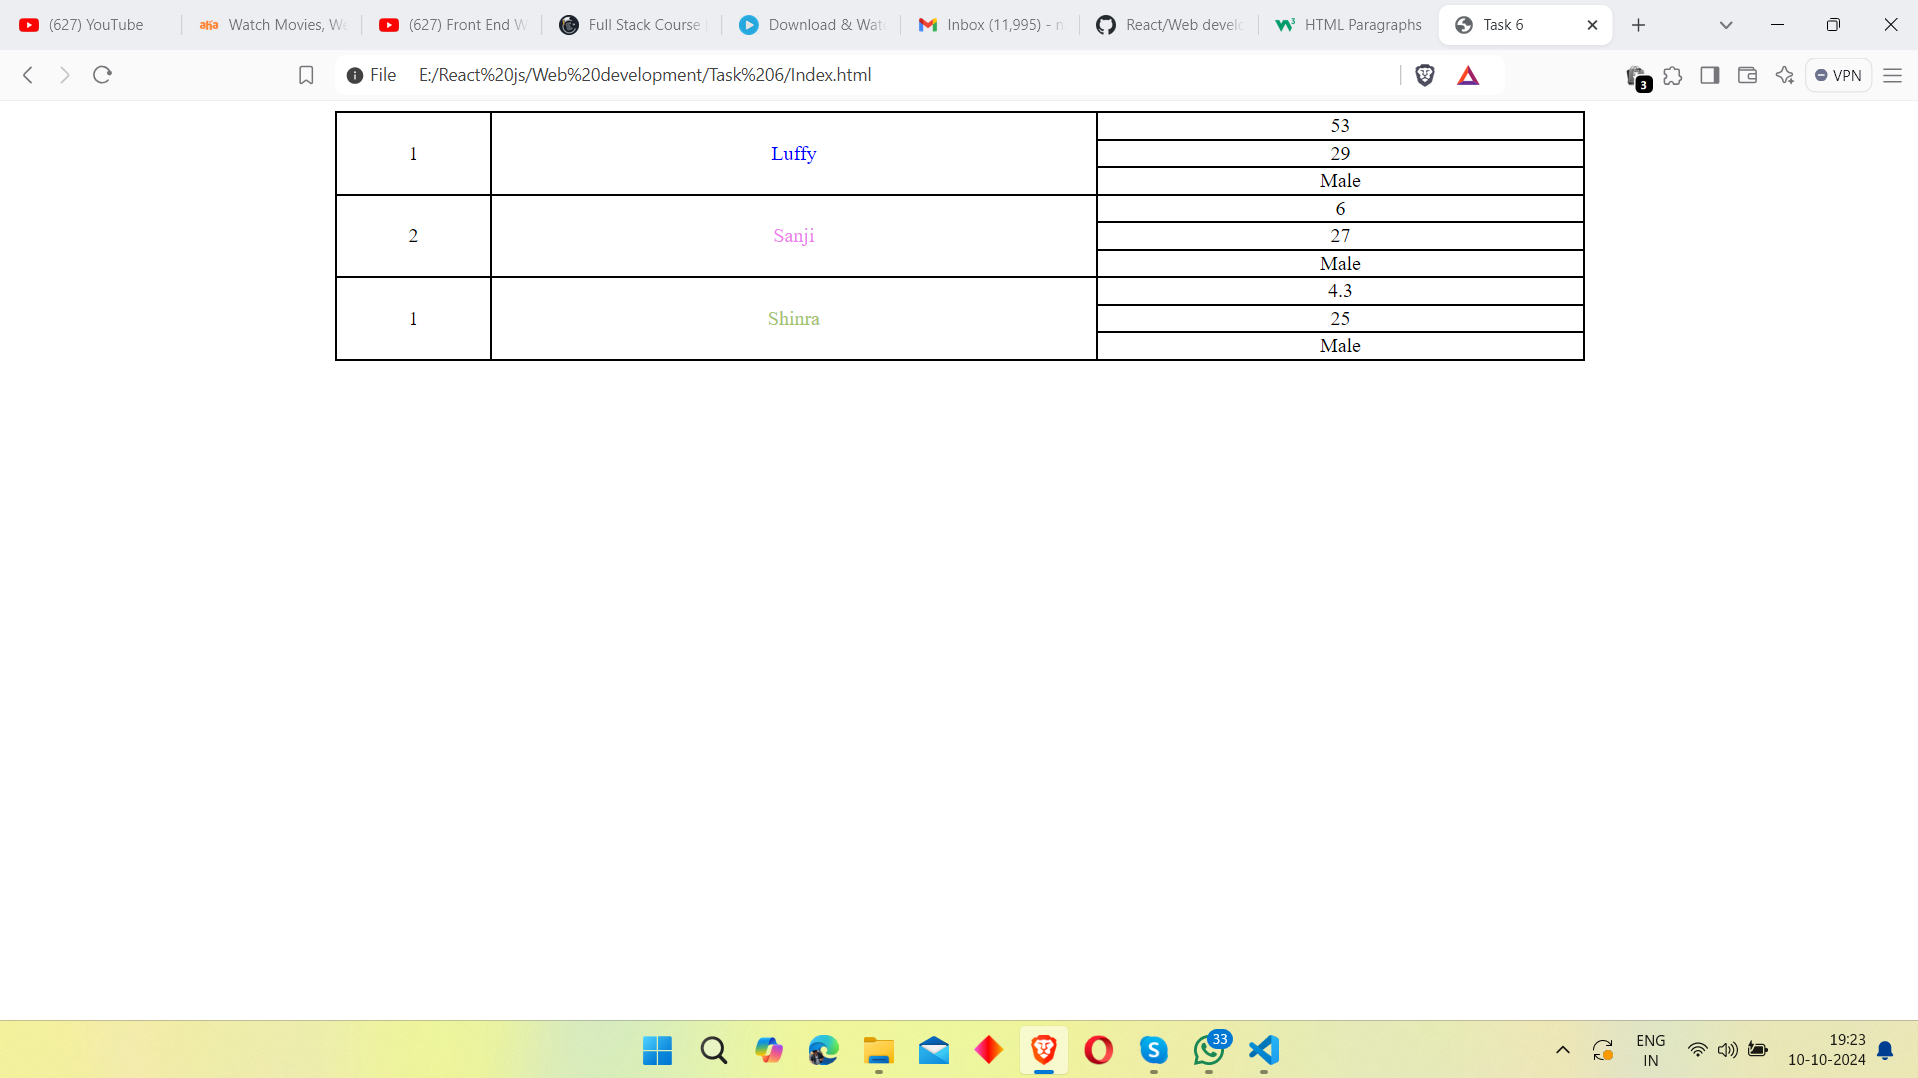 (627) YouTube
aha Watch Movies, We
(627) Front End W
Full Stack Course
Download & Wat
Inbox (11,995) - n
React/Web develo
HTML Paragraphs
Task 6
File E:/React%20js/Web%20development/Task%206/Index.html
3
VPN
1 Luffy 53
29
Male
2 Sanji 6
27
Male
1 Shinra 4.3
25
Male
33
ENG
IN
19:23
10-10-2024